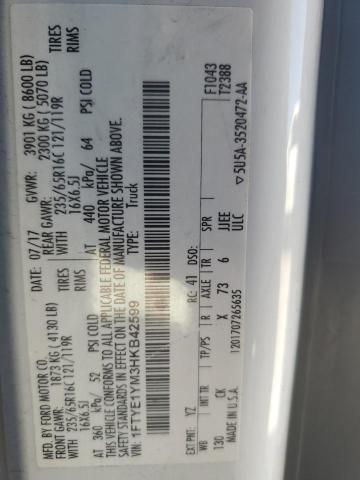 MFD. BY FORD MOTOR CO.
DATE: 07/17 GVWR: 3901 KG ( 8600 LB)
FRONT GAWR: 1873 KG ( 4130 LB) REAR GAWR: 2300 KG ( 5070 LB)
WITH 235/65R16C 121/119R TIRES WITH 235/65R16C 121/119R TIRES
16X6.5J RIMS 16X6.5J RIMS
AT 360 kPa/ 52 PSI COLD AT 440 kPa/ 64 PSI COLD
THIS VEHICLE CONFORMS TO ALL APPLICABLE FEDERAL MOTOR VEHICLE
SAFETY STANDARDS IN EFFECT ON THE DATE OF MANUFACTURE SHOWN ABOVE.
VIN: 1FTYE1YM3HKB42599 TYPE: Truck
F1043
T2388
EXT PNT: YZ RC: 41 DSO:
WB INT TR TP/PS R AXLE TR SPR
130 CK X 73 6 JJEE
MADE IN U.S.A. ULC
1201707265635
▽5U5A-3520472-AA